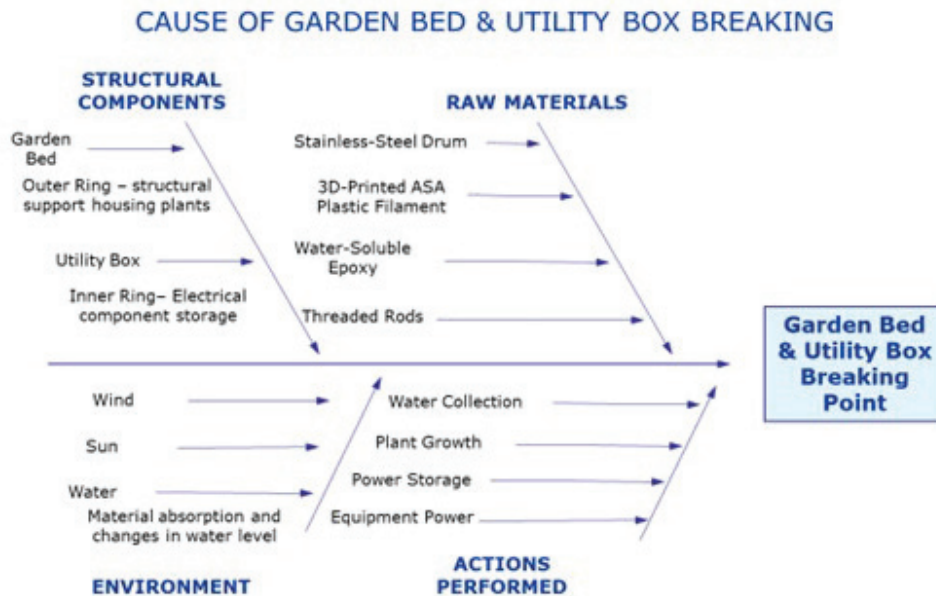 CAUSE OF GARDEN BED & UTILITY BOX BREAKING
STRUCTURAL
COMPONENTS
Garden
Bed
Outer Ring – structural
support housing plants
Utility Box
Inner Ring– Electrical
component storage
RAW MATERIALS
Stainless-Steel Drum
3D-Printed ASA
Plastic Filament
Water-Soluble
Epoxy
Threaded Rods
Garden Bed
& Utility Box
Breaking
Point
Wind
Sun
Water
Material absorption and
changes in water level
ENVIRONMENT
Water Collection
Plant Growth
Power Storage
Equipment Power
ACTIONS
PERFORMED